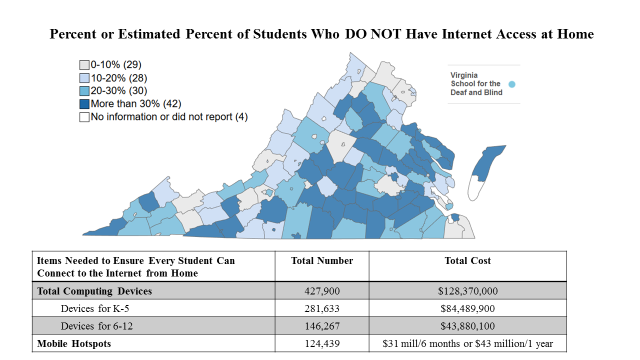 Percent or Estimated Percent of Students Who DO NOT Have Internet Access at Home
0-10% (29)
10-20% (28)
20-30% (30)
More than 30% (42)
No information or did not report (4)
Virginia
School for the
Deaf and Blind
Items Needed to Ensure Every Student Can
Connect to the Internet from Home
Total Number
Total Cost
Total Computing Devices 427,900 $128,370,000
Devices for K-5 281,633 $84,489,900
Devices for 6-12 146,267 $43,880,100
Mobile Hotspots 124,439 $31 mill/6 months or $43 million/1 year